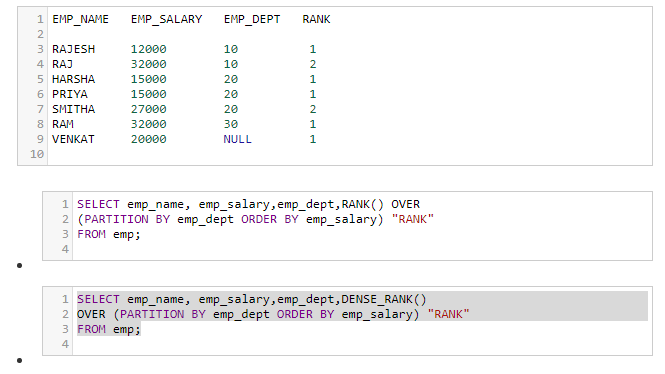 1 EMP_NAME EMP_SALARY EMP_DEPT RANK
2
3 RAJESH 12000 10 1
4 RAJ 32000 10 2
5 HARSHA 15000 20 1
6 PRIYA 15000 20 1
7 SMITHA 27000 20 2
8 RAM 32000 30 1
9 VENKAT 20000 NULL 1
10
1 SELECT emp_name, emp_salary,emp_dept,RANK() OVER
2 (PARTITION BY emp_dept ORDER BY emp_salary) "RANK"
3 FROM emp;
4
1 SELECT emp_name, emp_salary,emp_dept,DENSE_RANK()
2 OVER (PARTITION BY emp_dept ORDER BY emp_salary) "RANK"
3 FROM emp;
4